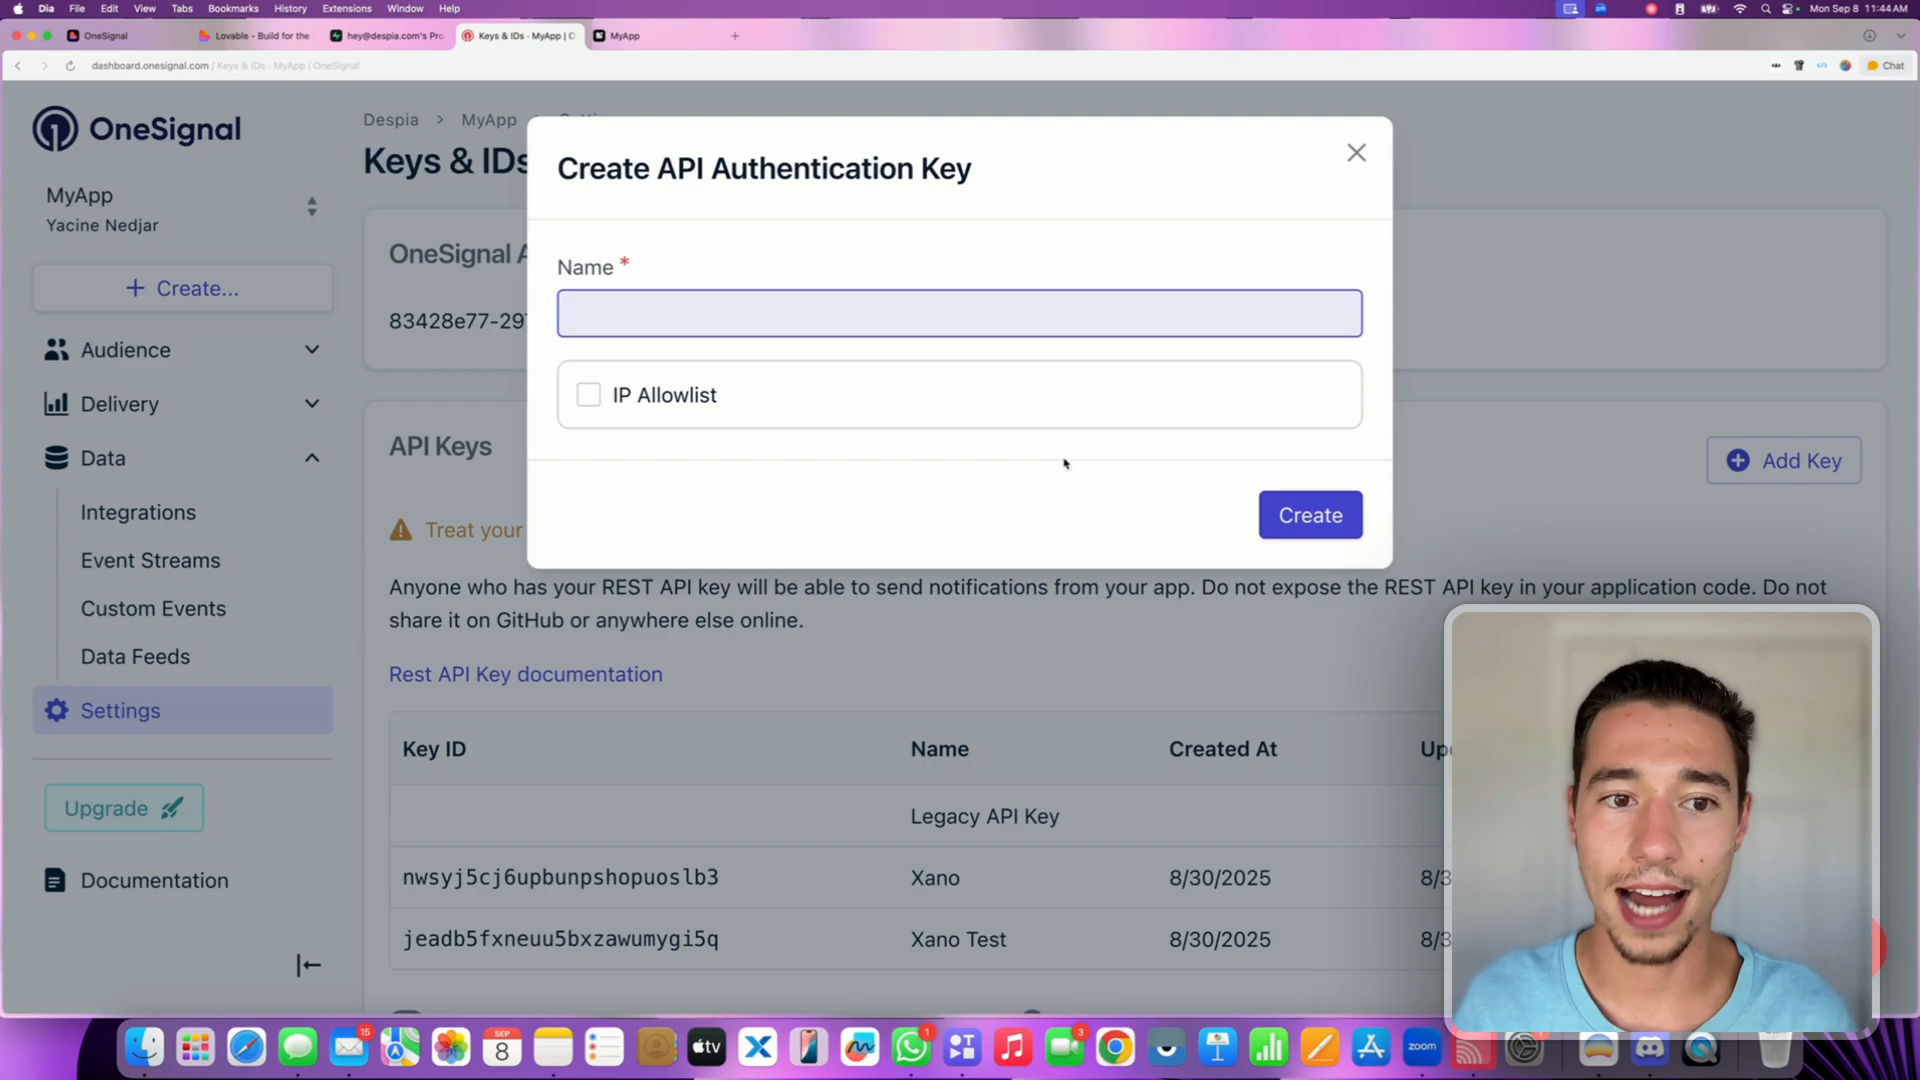 Dia File Edit View Tabs Bookmarks History Extensions Window Help
Mon Sep 8 11:44 AM
OneSignal
Lovable - Build for the
hey@despia.com's Pro
Keys & IDs · MyApp | O
MyApp
dashboard.onesignal.com / Keys & IDs · MyApp | OneSignal
Chat
OneSignal
MyApp
Yacine Nedjar
Create...
Audience
Delivery
Data
Integrations
Event Streams
Custom Events
Data Feeds
Settings
Upgrade
Documentation
Despia > MyApp
Keys & IDs
OneSignal A
83428e77-29
API Keys
Add Key
Treat your
Anyone who has your REST API key will be able to send notifications from your app. Do not expose the REST API key in your application code. Do not
share it on GitHub or anywhere else online.
Rest API Key documentation
Key ID Name Created At Up
Legacy API Key
nwsyj5cj6upbunpshopuoslb3 Xano 8/30/2025 8/3
jeadb5fxneuu5bxzawumygi5q Xano Test 8/30/2025 8/3
Create API Authentication Key
Name *
IP Allowlist
Create
15
SEP
8
tv
1
3
zoom